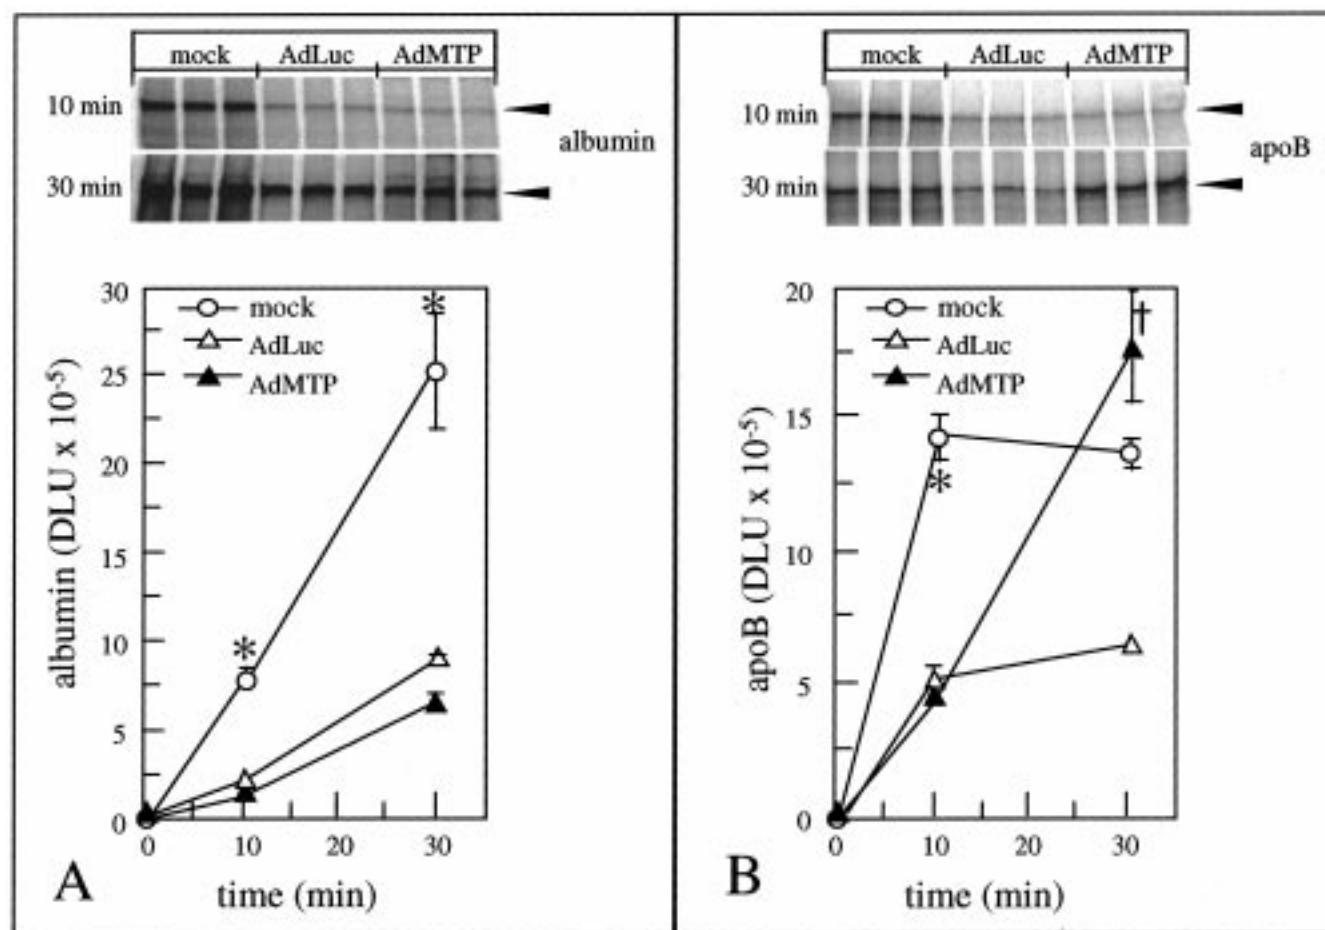 mock AdLuc AdMTP
10 min
albumin
30 min
30
mock
AdLuc
AdMTP
25
20
15
10
5
0
albumin (DLU x 10-5)
*
*
0 10 20 30
time (min)
A
mock AdLuc AdMTP
10 min
apoB
30 min
20
mock
AdLuc
AdMTP
15
10
5
0
apoB (DLU x 10-5)
†
*
0 10 20 30
time (min)
B